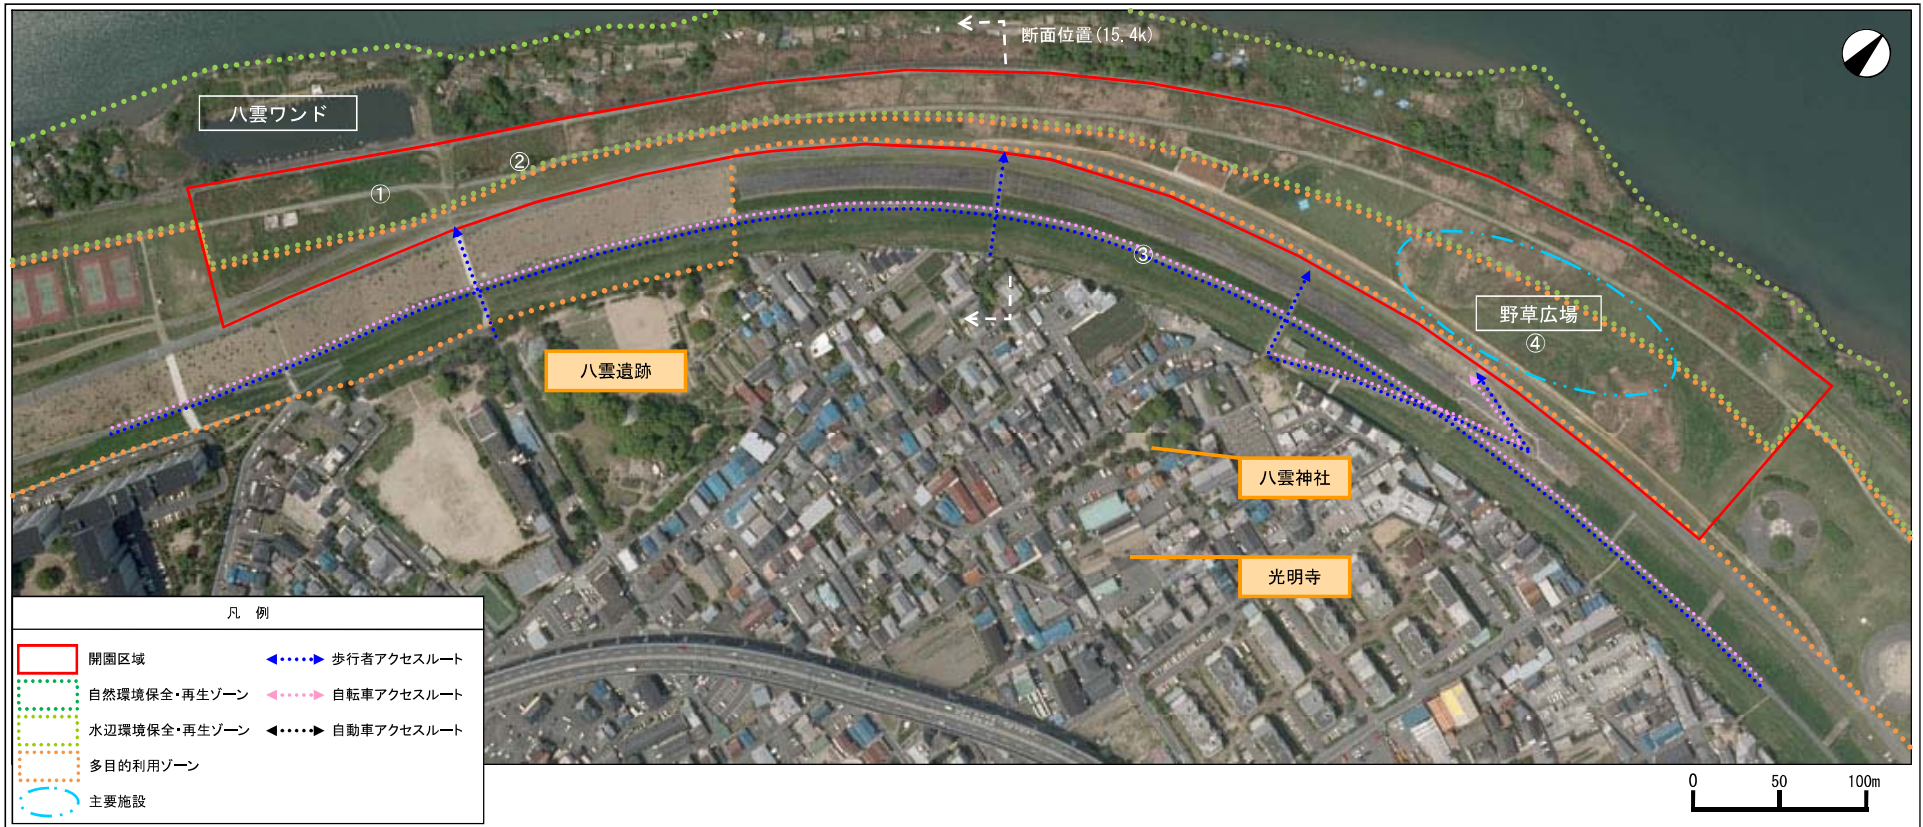 断面位置(15.4k)
八雲ワンド
②
①
③
野草広場
④
八雲遺跡
八雲神社
光明寺
凡 例
開園区域
歩行者アクセスルート
自然環境保全・再生ゾーン
自転車アクセスルート
水辺環境保全・再生ゾーン
自動車アクセスルート
多目的利用ゾーン
主要施設
0 50 100m